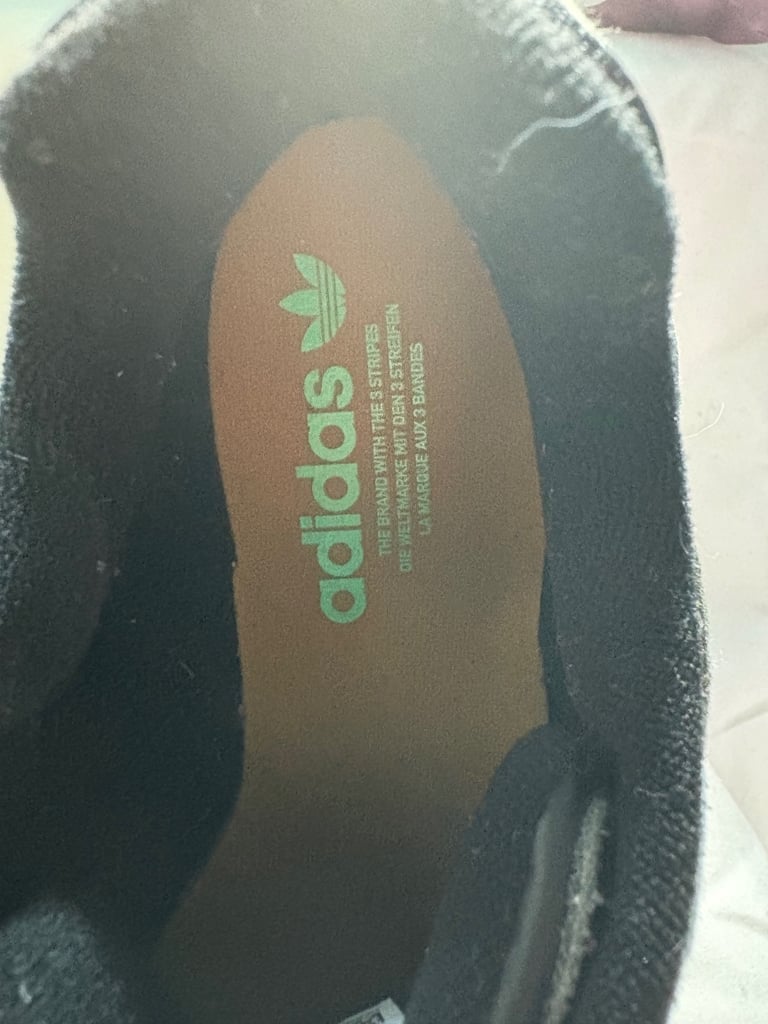 adidas
THE BRAND WITH THE 3 STRIPES
DIE WELTMARKE MIT DEN 3 STREIFEN
LA MARQUE AUX 3 BANDES